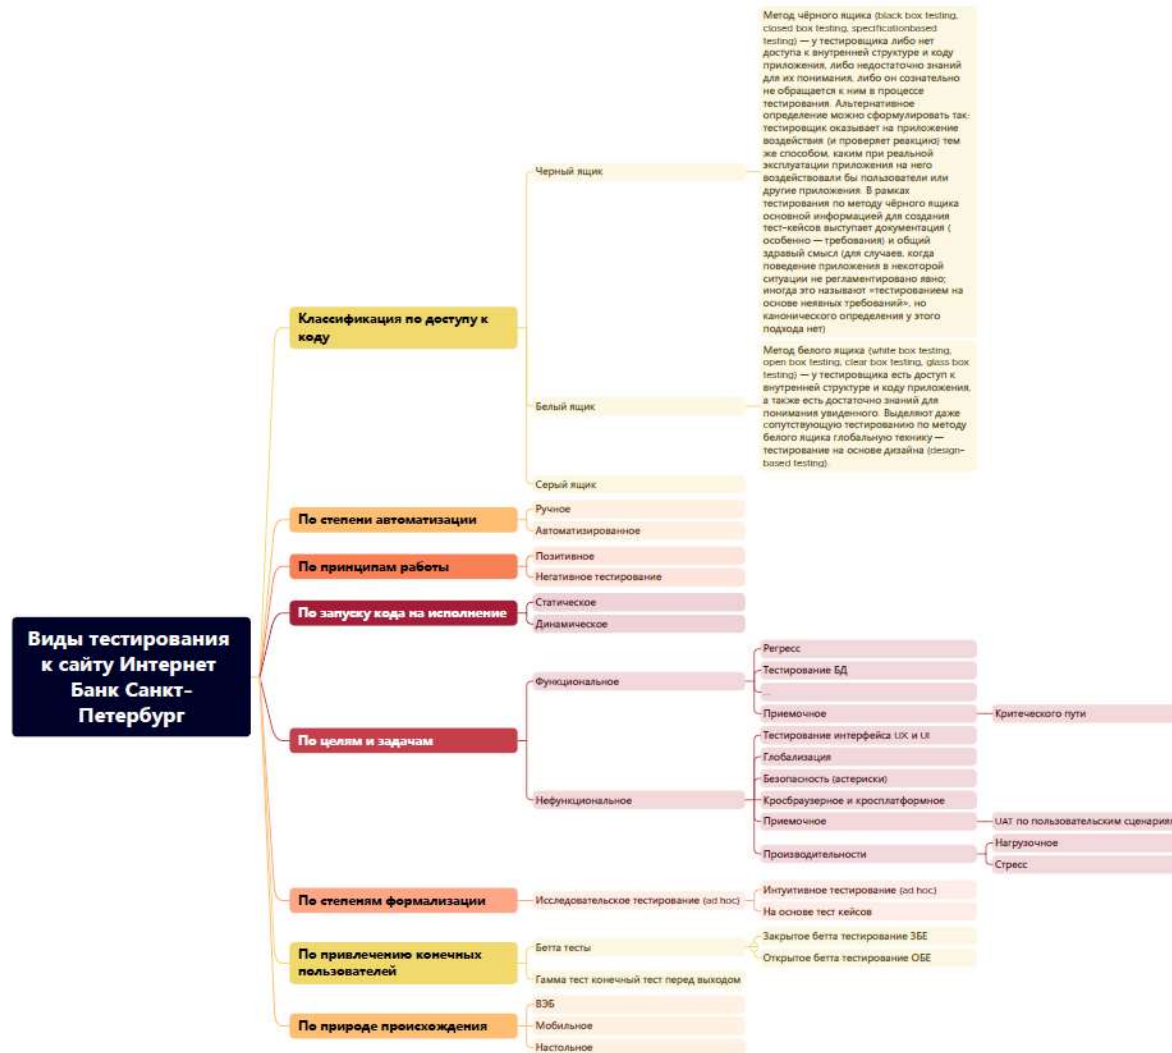 Виды тестирования
к сайту Интернет
Банк Санкт-
Петербург
Классификация по доступу к
коду
Черный ящик
Метод чёрного ящика (black box testing,
closed box testing, specificationbased
testing) — у тестировщика либо нет
доступа к внутренней структуре и коду
приложения, либо недостаточно знаний
для их понимания, либо он сознательно
не обращается к ним в процессе
тестирования. Альтернативное
определение можно сформулировать так:
тестировщик оказывает на приложение
воздействия (и проверяет реакцию) тем
же способом, каким при реальной
эксплуатации приложения на него
воздействовали бы пользователи или
другие приложения. В рамках
тестирования по методу чёрного ящика
основной информацией для создания
тест-кейсов выступает документация (
особенно — требования) и общий
здравый смысл (для случаев, когда
поведение приложения в некоторой
ситуации не регламентировано явно;
иногда это называют «тестированием на
основе неявных требований», но
канонического определения у этого
подхода нет)
Белый ящик
Метод белого ящика (white box testing,
open box testing, clear box testing, glass box
testing) — у тестировщика есть доступ к
внутренней структуре и коду приложения,
а также есть достаточно знаний для
понимания увиденного. Выделяют даже
сопутствующую тестированию по методу
белого ящика глобальную технику —
тестирование на основе дизайна (design-
based testing).
Серый ящик
По степени автоматизации
Ручное
Автоматизированное
По принципам работы
Позитивное
Негативное тестирование
По запуску кода на исполнение
Статическое
Динамическое
По целям и задачам
Функциональное
Регресс
Тестирование БД
...
Приемочное
Критеческого пути
Нефункциональное
Тестирование интерфейса UX и UI
Глобализация
Безопасность (астериски)
Кросбраузерное и кросплатформное
Приемочное
UAT по пользовательским сценариям
Производительности
Нагрузочное
Стресс
По степеням формализации
Исследовательское тестирование (ad hoc)
Интуитивное тестирование (ad hoc)
На основе тест кейсов
По привлечению конечных
пользователей
Бетта тесты
Закрытое бетта тестирование ЗБЕ
Открытое бетта тестирование ОБЕ
Гамма тест конечный тест перед выходом
По природе происхождения
ВЭБ
Мобильное
Настольное